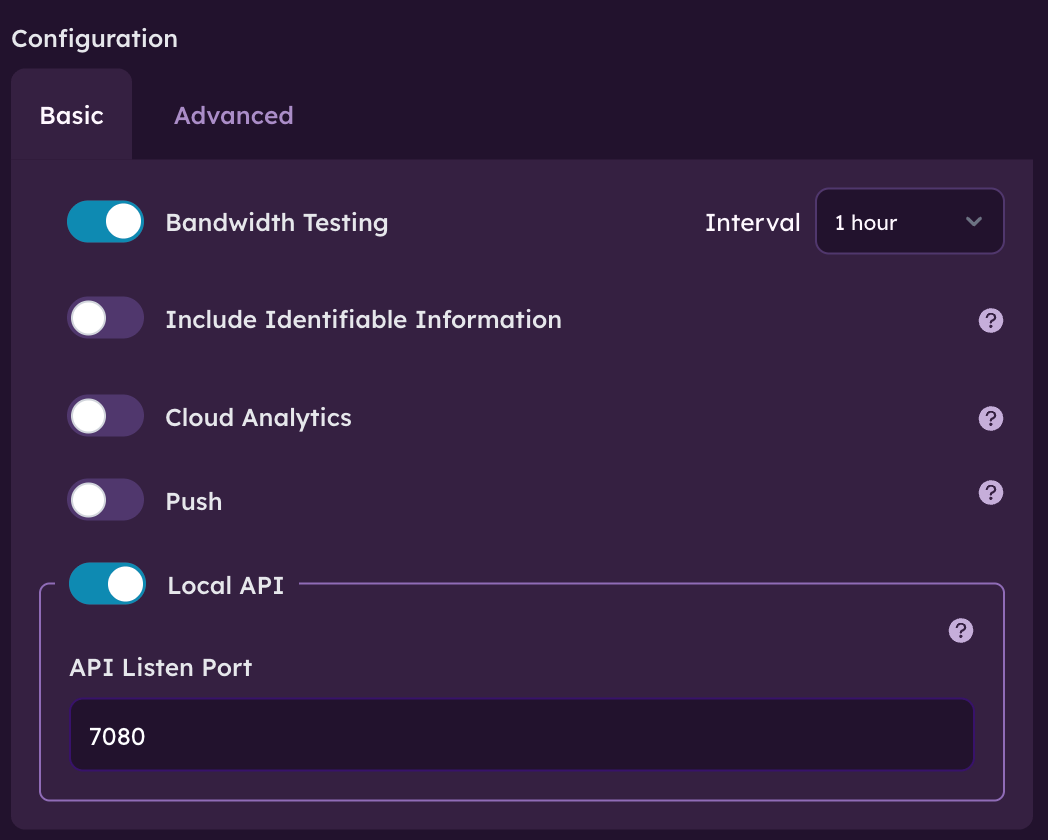 Configuration
Basic Advanced
Bandwidth Testing Interval 1 hour
Include Identifiable Information ?
Cloud Analytics ?
Push ?
Local API
?
API Listen Port
7080